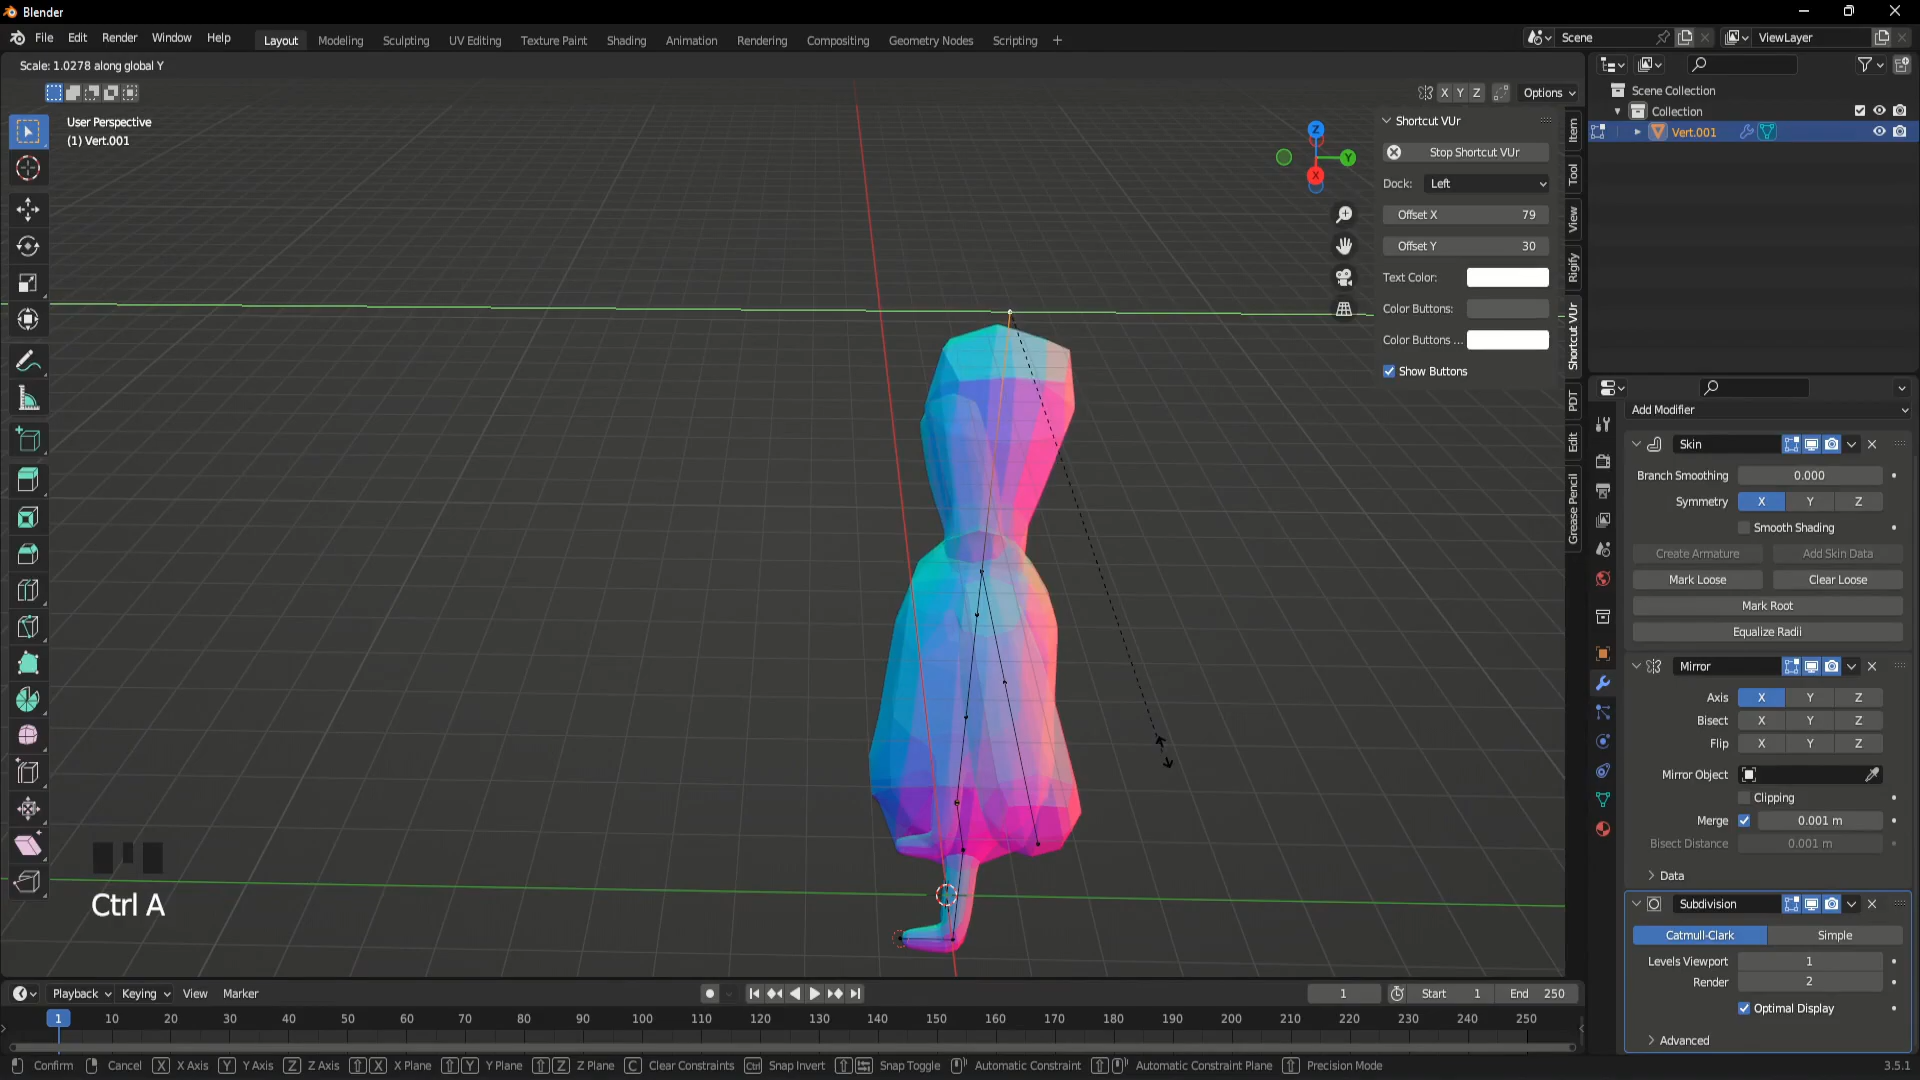 Blender
File Edit Render Window Help Layout Modeling Sculpting UV Editing Texture Paint Shading Animation Rendering Compositing Geometry Nodes Scripting + Scene ViewLayer
Scale: 1.0278 along global Y
X Y Z Options
User Perspective
(1) Vert.001
Z
Y
X
Shortcut VUr
Stop Shortcut VUr
Dock: Left
Offset X 79
Offset Y 30
Text Color:
Color Buttons:
Color Buttons ...
Show Buttons
Item
Tool
View
Rigify
Shortcut VUr
PDT
Edit
Grease Pencil
Scene Collection
Collection
Vert.001
Add Modifier
Skin
Branch Smoothing 0.000
Symmetry X Y Z
Smooth Shading
Create Armature Add Skin Data
Mark Loose Clear Loose
Mark Root
Equalize Radii
Mirror
Axis X Y Z
Bisect X Y Z
Flip X Y Z
Mirror Object
Clipping
Merge 0.001 m
Bisect Distance 0.001 m
Data
Subdivision
Catmull-Clark Simple
Levels Viewport 1
Render 2
Optimal Display
Advanced
Ctrl A
Playback Keying View Marker 1 Start 1 End 250
1 10 20 30 40 50 60 70 80 90 100 110 120 130 140 150 160 170 180 190 200 210 220 230 240 250
Confirm Cancel X X Axis Y Y Axis Z Z Axis X X Plane Y Y Plane Z Z Plane C Clear Constraints Ctrl Snap Invert Snap Toggle Automatic Constraint Automatic Constraint Plane Precision Mode 3.5.1